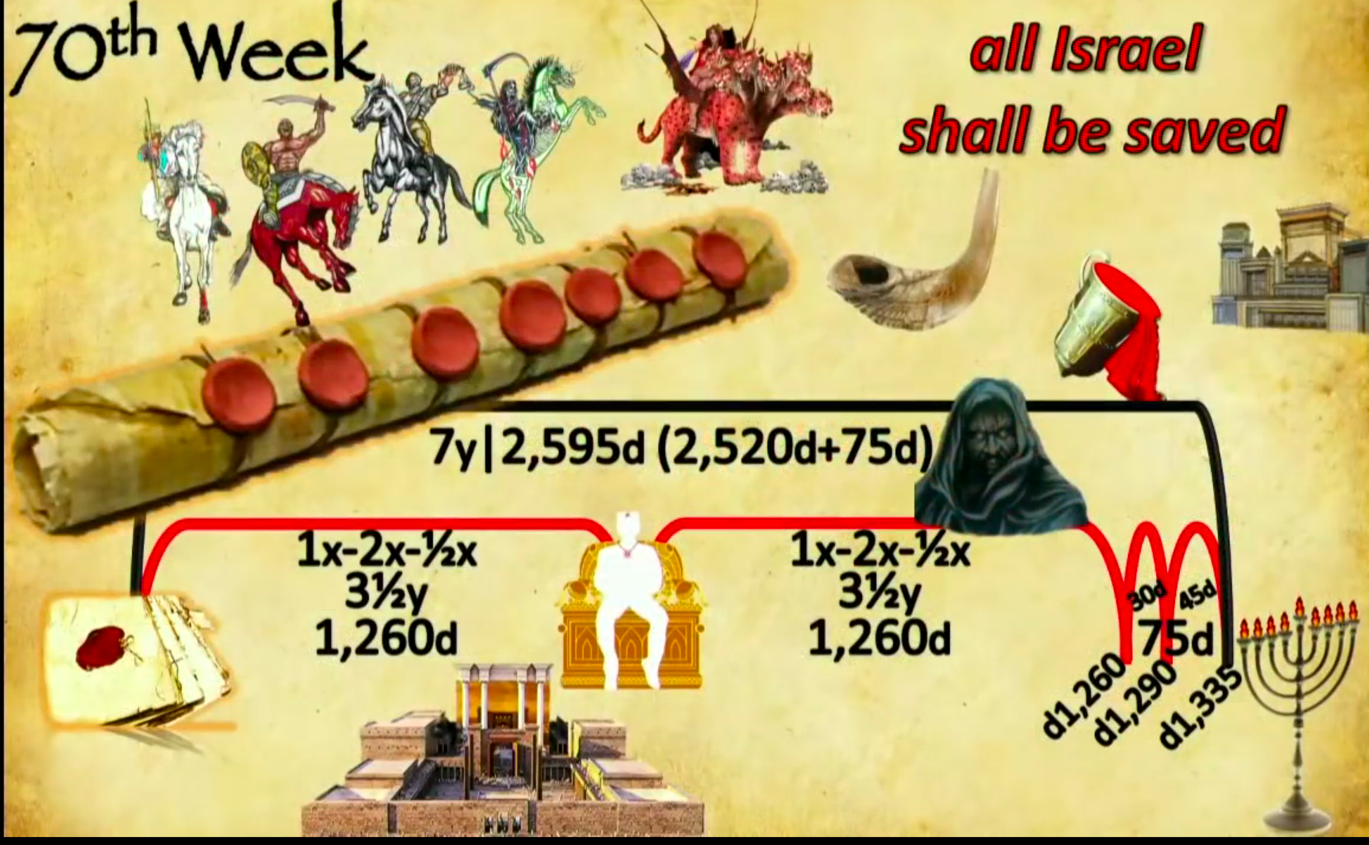 70th Week
all Israel
shall be saved
7y|2,595d (2,520d+75d)
1x-2x-½x
3½y
1,260d
1x-2x-½x
3½y
1,260d
30d
45d
75d
d1,260
d1,290
d1,335